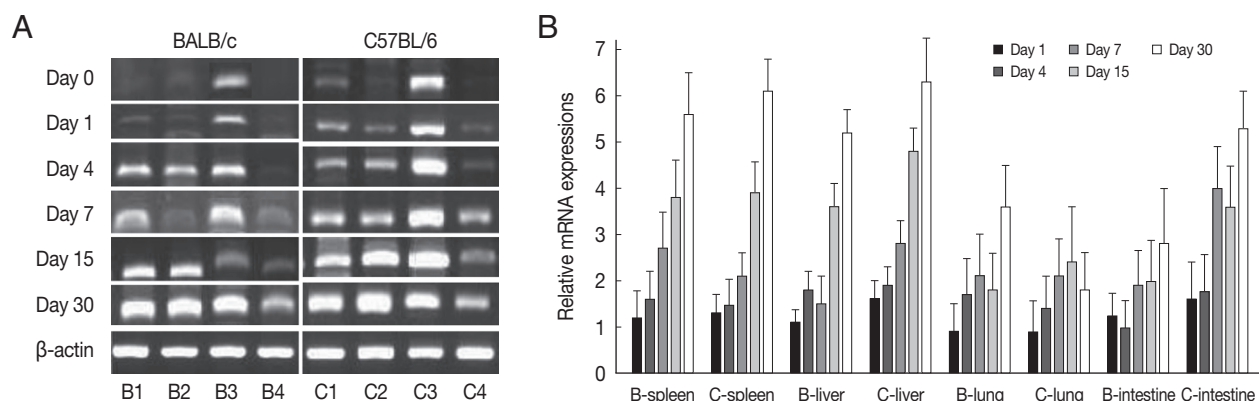 A
BALB/c C57BL/6
Day 0
Day 1
Day 4
Day 7
Day 15
Day 30
β-actin
B1 B2 B3 B4 C1 C2 C3 C4
B
Relative mRNA expressions
7
6
5
4
3
2
1
0
Day 1 Day 7 Day 30
Day 4 Day 15
B-spleen C-spleen B-liver C-liver B-lung C-lung B-intestine C-intestine